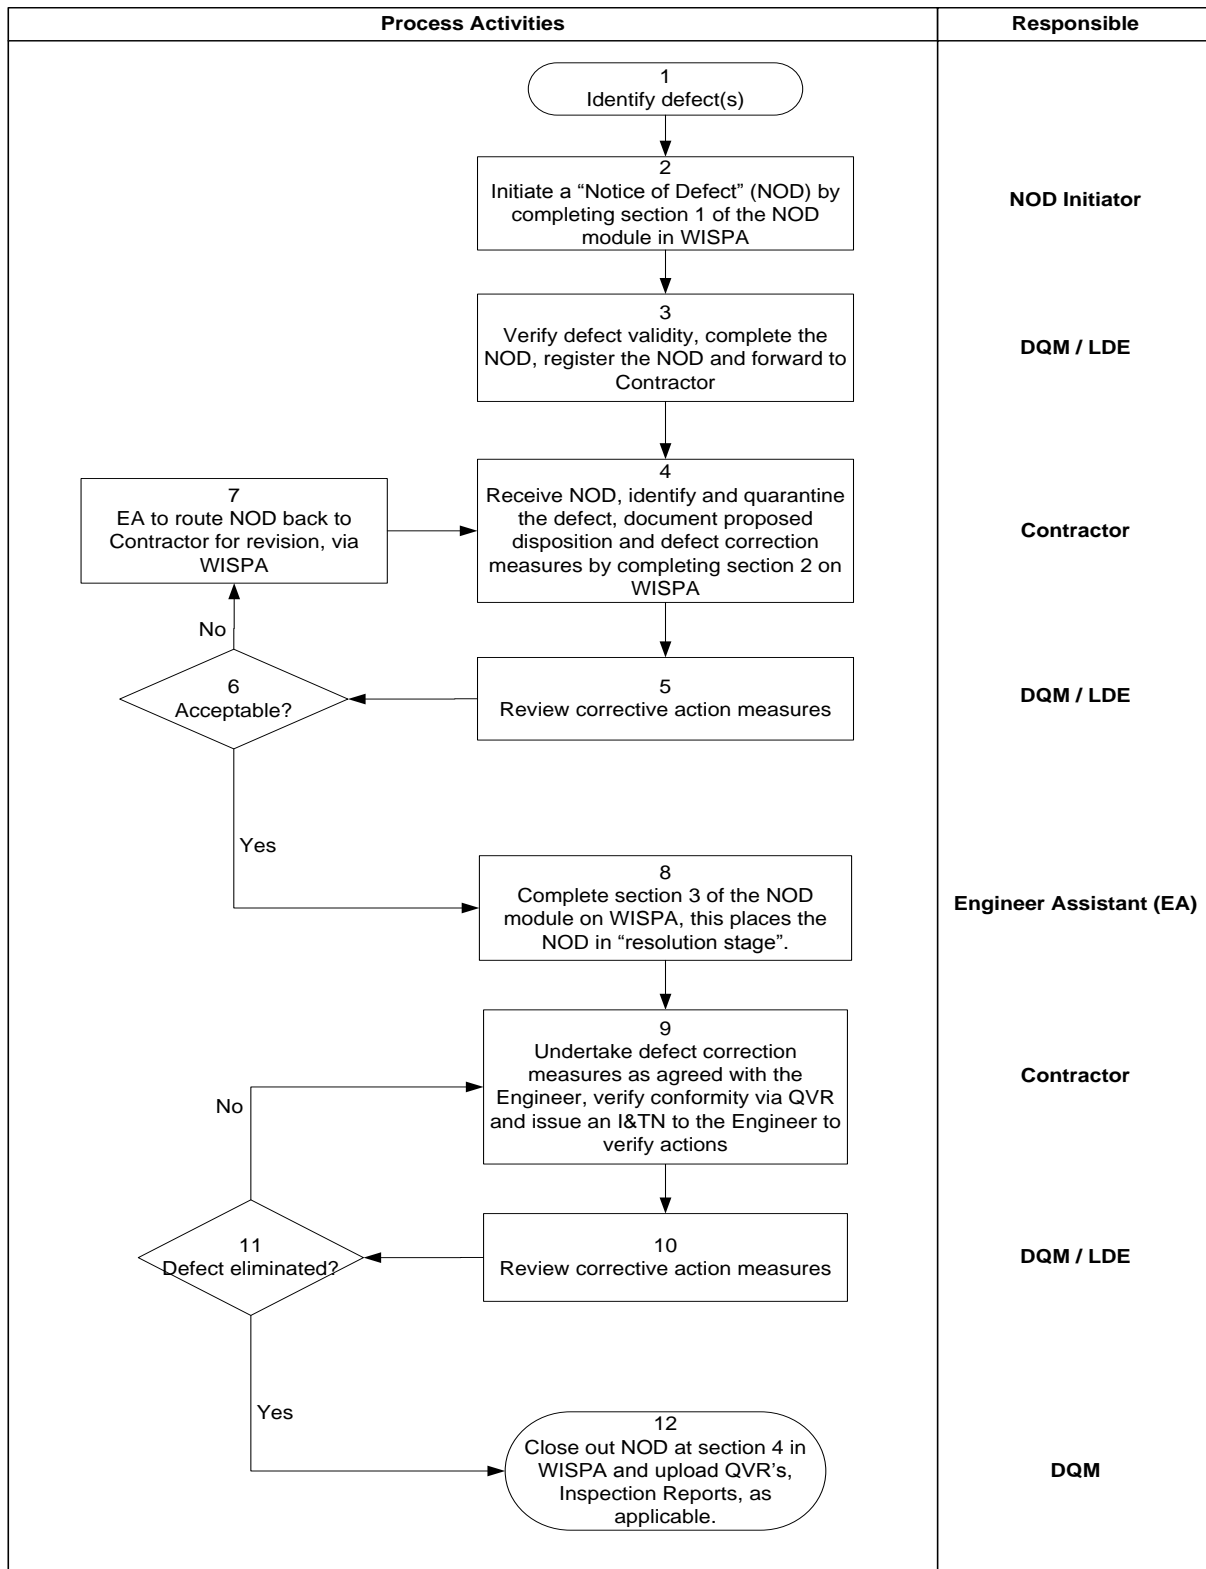 Process Activities
Responsible
1
Identify defect(s)
2
Initiate a “Notice of Defect” (NOD) by
completing section 1 of the NOD
module in WISPA
NOD Initiator
3
Verify defect validity, complete the
NOD, register the NOD and forward to
Contractor
DQM / LDE
7
EA to route NOD back to
Contractor for revision, via
WISPA
4
Receive NOD, identify and quarantine
the defect, document proposed
disposition and defect correction
measures by completing section 2 on
WISPA
Contractor
No
6
Acceptable?
5
Review corrective action measures
DQM / LDE
Yes
8
Complete section 3 of the NOD
module on WISPA, this places the
NOD in “resolution stage”.
Engineer Assistant (EA)
9
Undertake defect correction
measures as agreed with the
Engineer, verify conformity via QVR
and issue an I&TN to the Engineer to
verify actions
Contractor
No
11
Defect eliminated?
10
Review corrective action measures
DQM / LDE
Yes
12
Close out NOD at section 4 in
WISPA and upload QVR’s,
Inspection Reports, as
applicable.
DQM